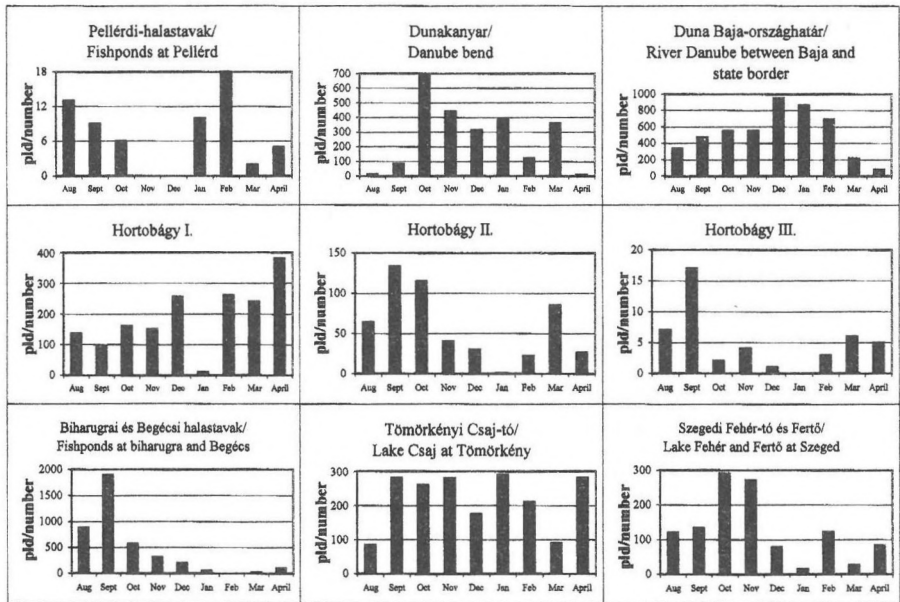 Pellérdi-halastavak/
Fishponds at Pellérd
pld/number
18
12
6
0
Aug Sept Oct Nov Dec Jan Feb Mar April
Dunakanyar/
Danube bend
pld/number
700
600
500
400
300
200
100
0
Aug Sept Oct Nov Dec Jan Feb Mar April
Duna Baja-országhatár/
River Danube between Baja and
state border
pld/number
1000
800
600
400
200
0
Aug Sept Oct Nov Dec Jan Feb Mar April
Hortobágy I.
pld/number
400
300
200
100
0
Aug Sept Oct Nov Dec Jan Feb Mar April
Hortobágy II.
pld/number
150
100
50
0
Aug Sept Oct Nov Dec Jan Feb Mar April
Hortobágy III.
pld/number
20
15
10
5
0
Aug Sept Oct Nov Dec Jan Feb Mar April
Biharugrai és Begécsi halastavak/
Fishponds at biharugra and Begécs
pld/number
2000
1500
1000
500
0
Aug Sept Oct Nov Dec Jan Feb Mar April
Tömörkényi Csaj-tó/
Lake Csaj at Tömörkény
pld/number
300
200
100
0
Aug Sept Oct Nov Dec Jan Feb Mar April
Szegedi Fehér-tó és Fertő/
Lake Fehér and Fertő at Szeged
pld/number
300
200
100
0
Aug Sept Oct Nov Dec Jan Feb Mar April